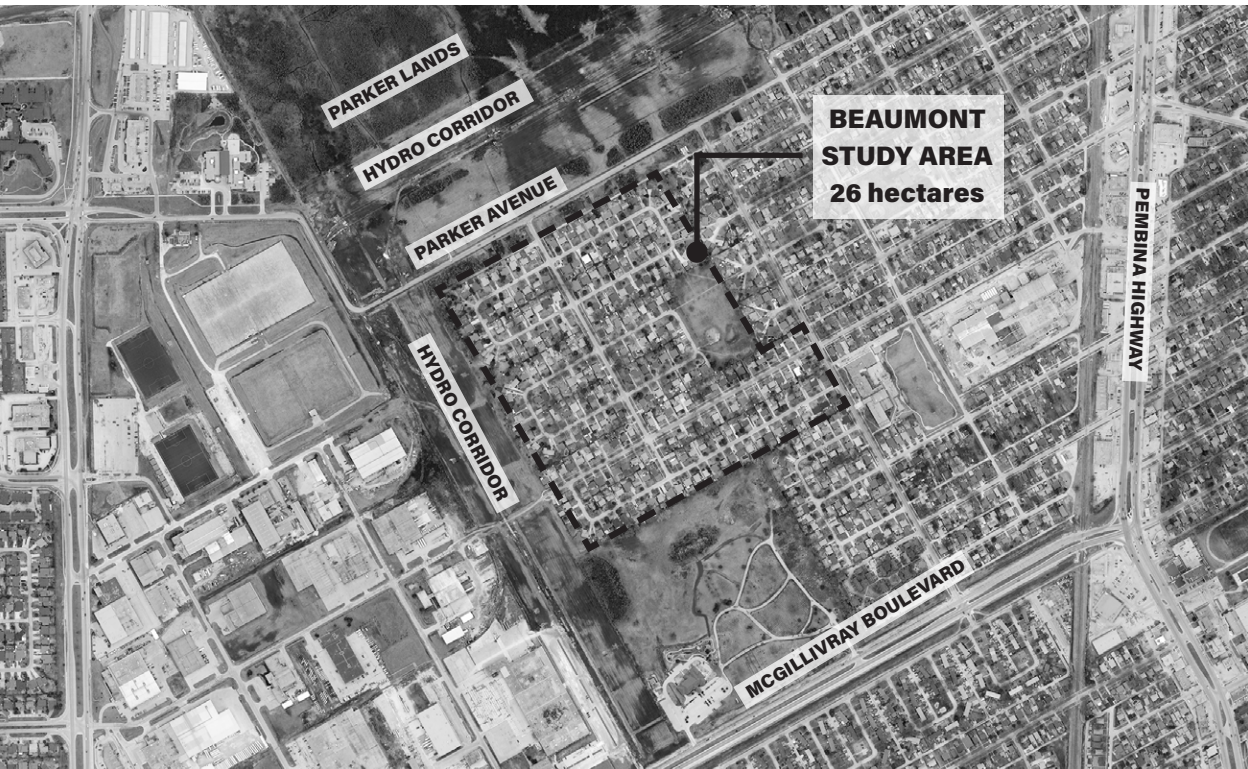 PARKER LANDS
HYDRO CORRIDOR
PARKER AVENUE
BEAUMONT
STUDY AREA
26 hectares
PEMBINA HIGHWAY
HYDRO CORRIDOR
MCGILLIVRAY BOULEVARD